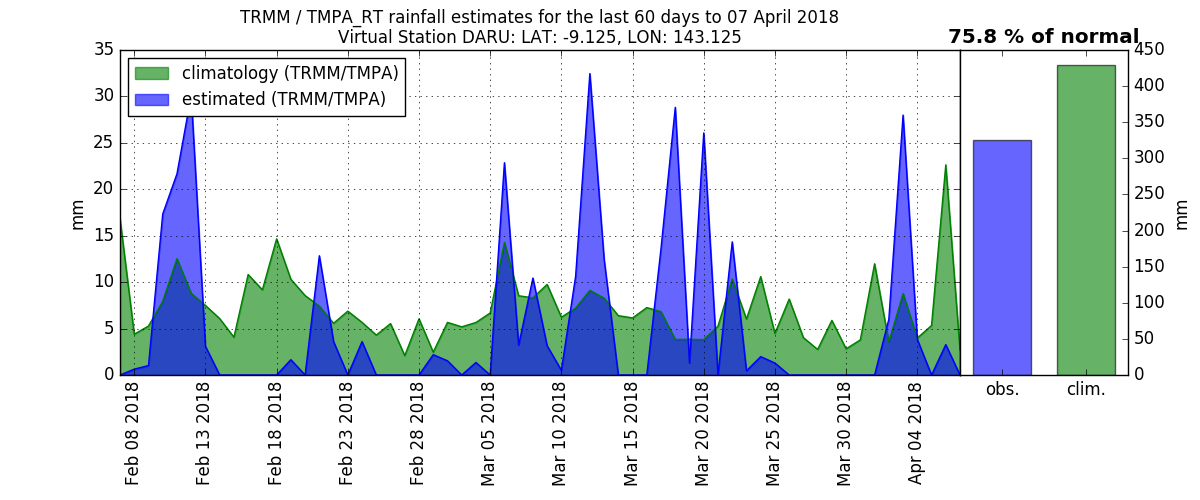 TRMM / TMPA_RT rainfall estimates for the last 60 days to 07 April 2018
Virtual Station DARU: LAT: -9.125, LON: 143.125
75.8 % of normal
climatology (TRMM/TMPA)
estimated (TRMM/TMPA)
35
30
25
20
15
10
5
0
mm
Feb 08 2018
Feb 13 2018
Feb 18 2018
Feb 23 2018
Feb 28 2018
Mar 05 2018
Mar 10 2018
Mar 15 2018
Mar 20 2018
Mar 25 2018
Mar 30 2018
Apr 04 2018
450
400
350
300
250
200
150
100
50
0
mm
obs.
clim.